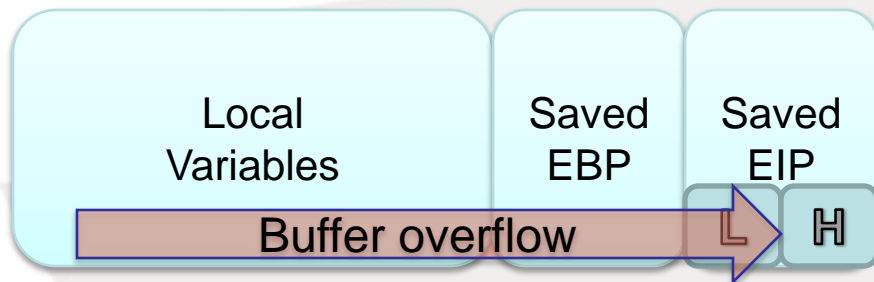 Local
Variables
Saved
EBP
Saved
EIP
Buffer overflow
L
H